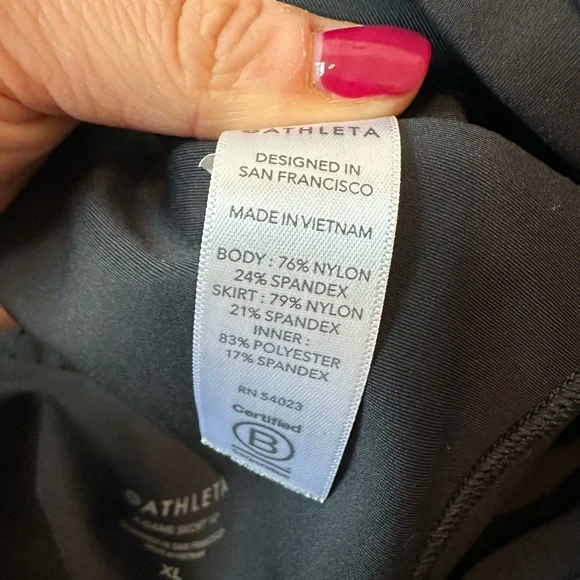 ATHLETA
DESIGNED IN
SAN FRANCISCO
MADE IN VIETNAM
BODY : 76% NYLON
24% SPANDEX
SKIRT : 79% NYLON
21% SPANDEX
INNER :
83% POLYESTER
17% SPANDEX
RN 54023
Certified
B
ATHLETA
XL